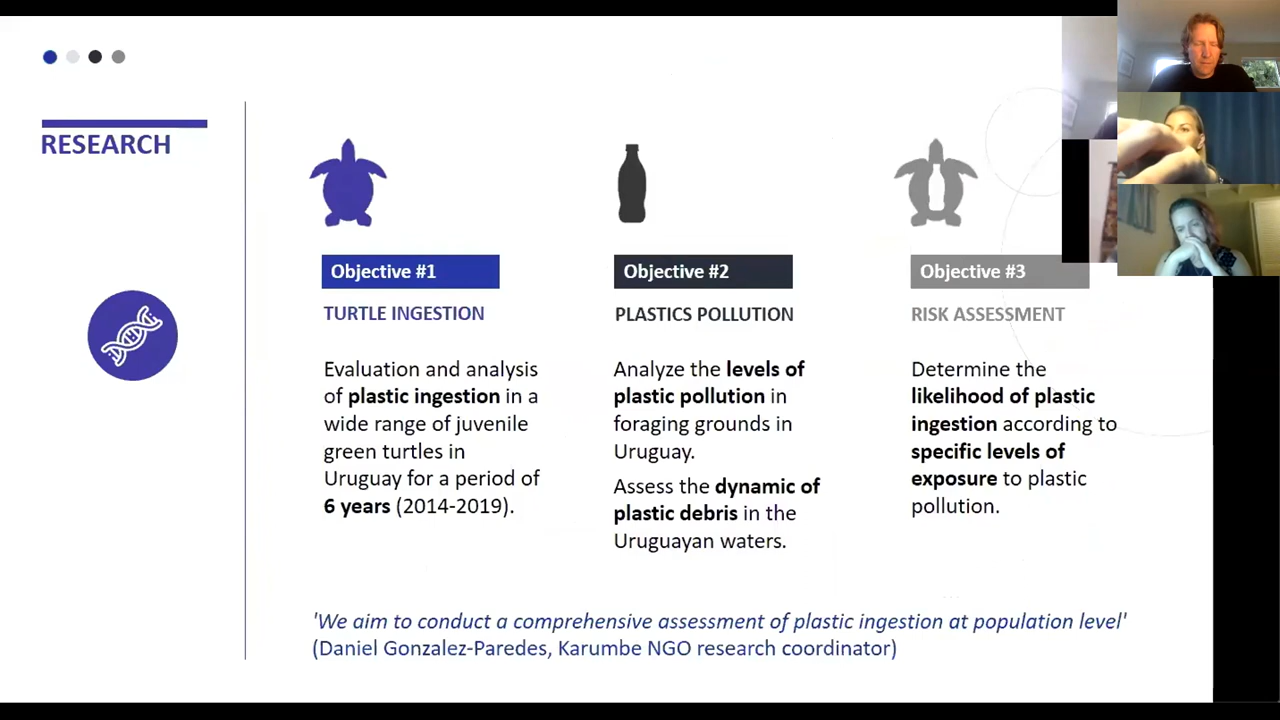 RESEARCH
Objective #1
TURTLE INGESTION
Evaluation and analysis
of plastic ingestion in a
wide range of juvenile
green turtles in
Uruguay for a period of
6 years (2014-2019).
Objective #2
PLASTICS POLLUTION
Analyze the levels of
plastic pollution in
foraging grounds in
Uruguay.
Assess the dynamic of
plastic debris in the
Uruguayan waters.
Objective #3
RISK ASSESSMENT
Determine the
likelihood of plastic
ingestion according to
specific levels of
exposure to plastic
pollution.
'We aim to conduct a comprehensive assessment of plastic ingestion at population level'
(Daniel Gonzalez-Paredes, Karumbe NGO research coordinator)